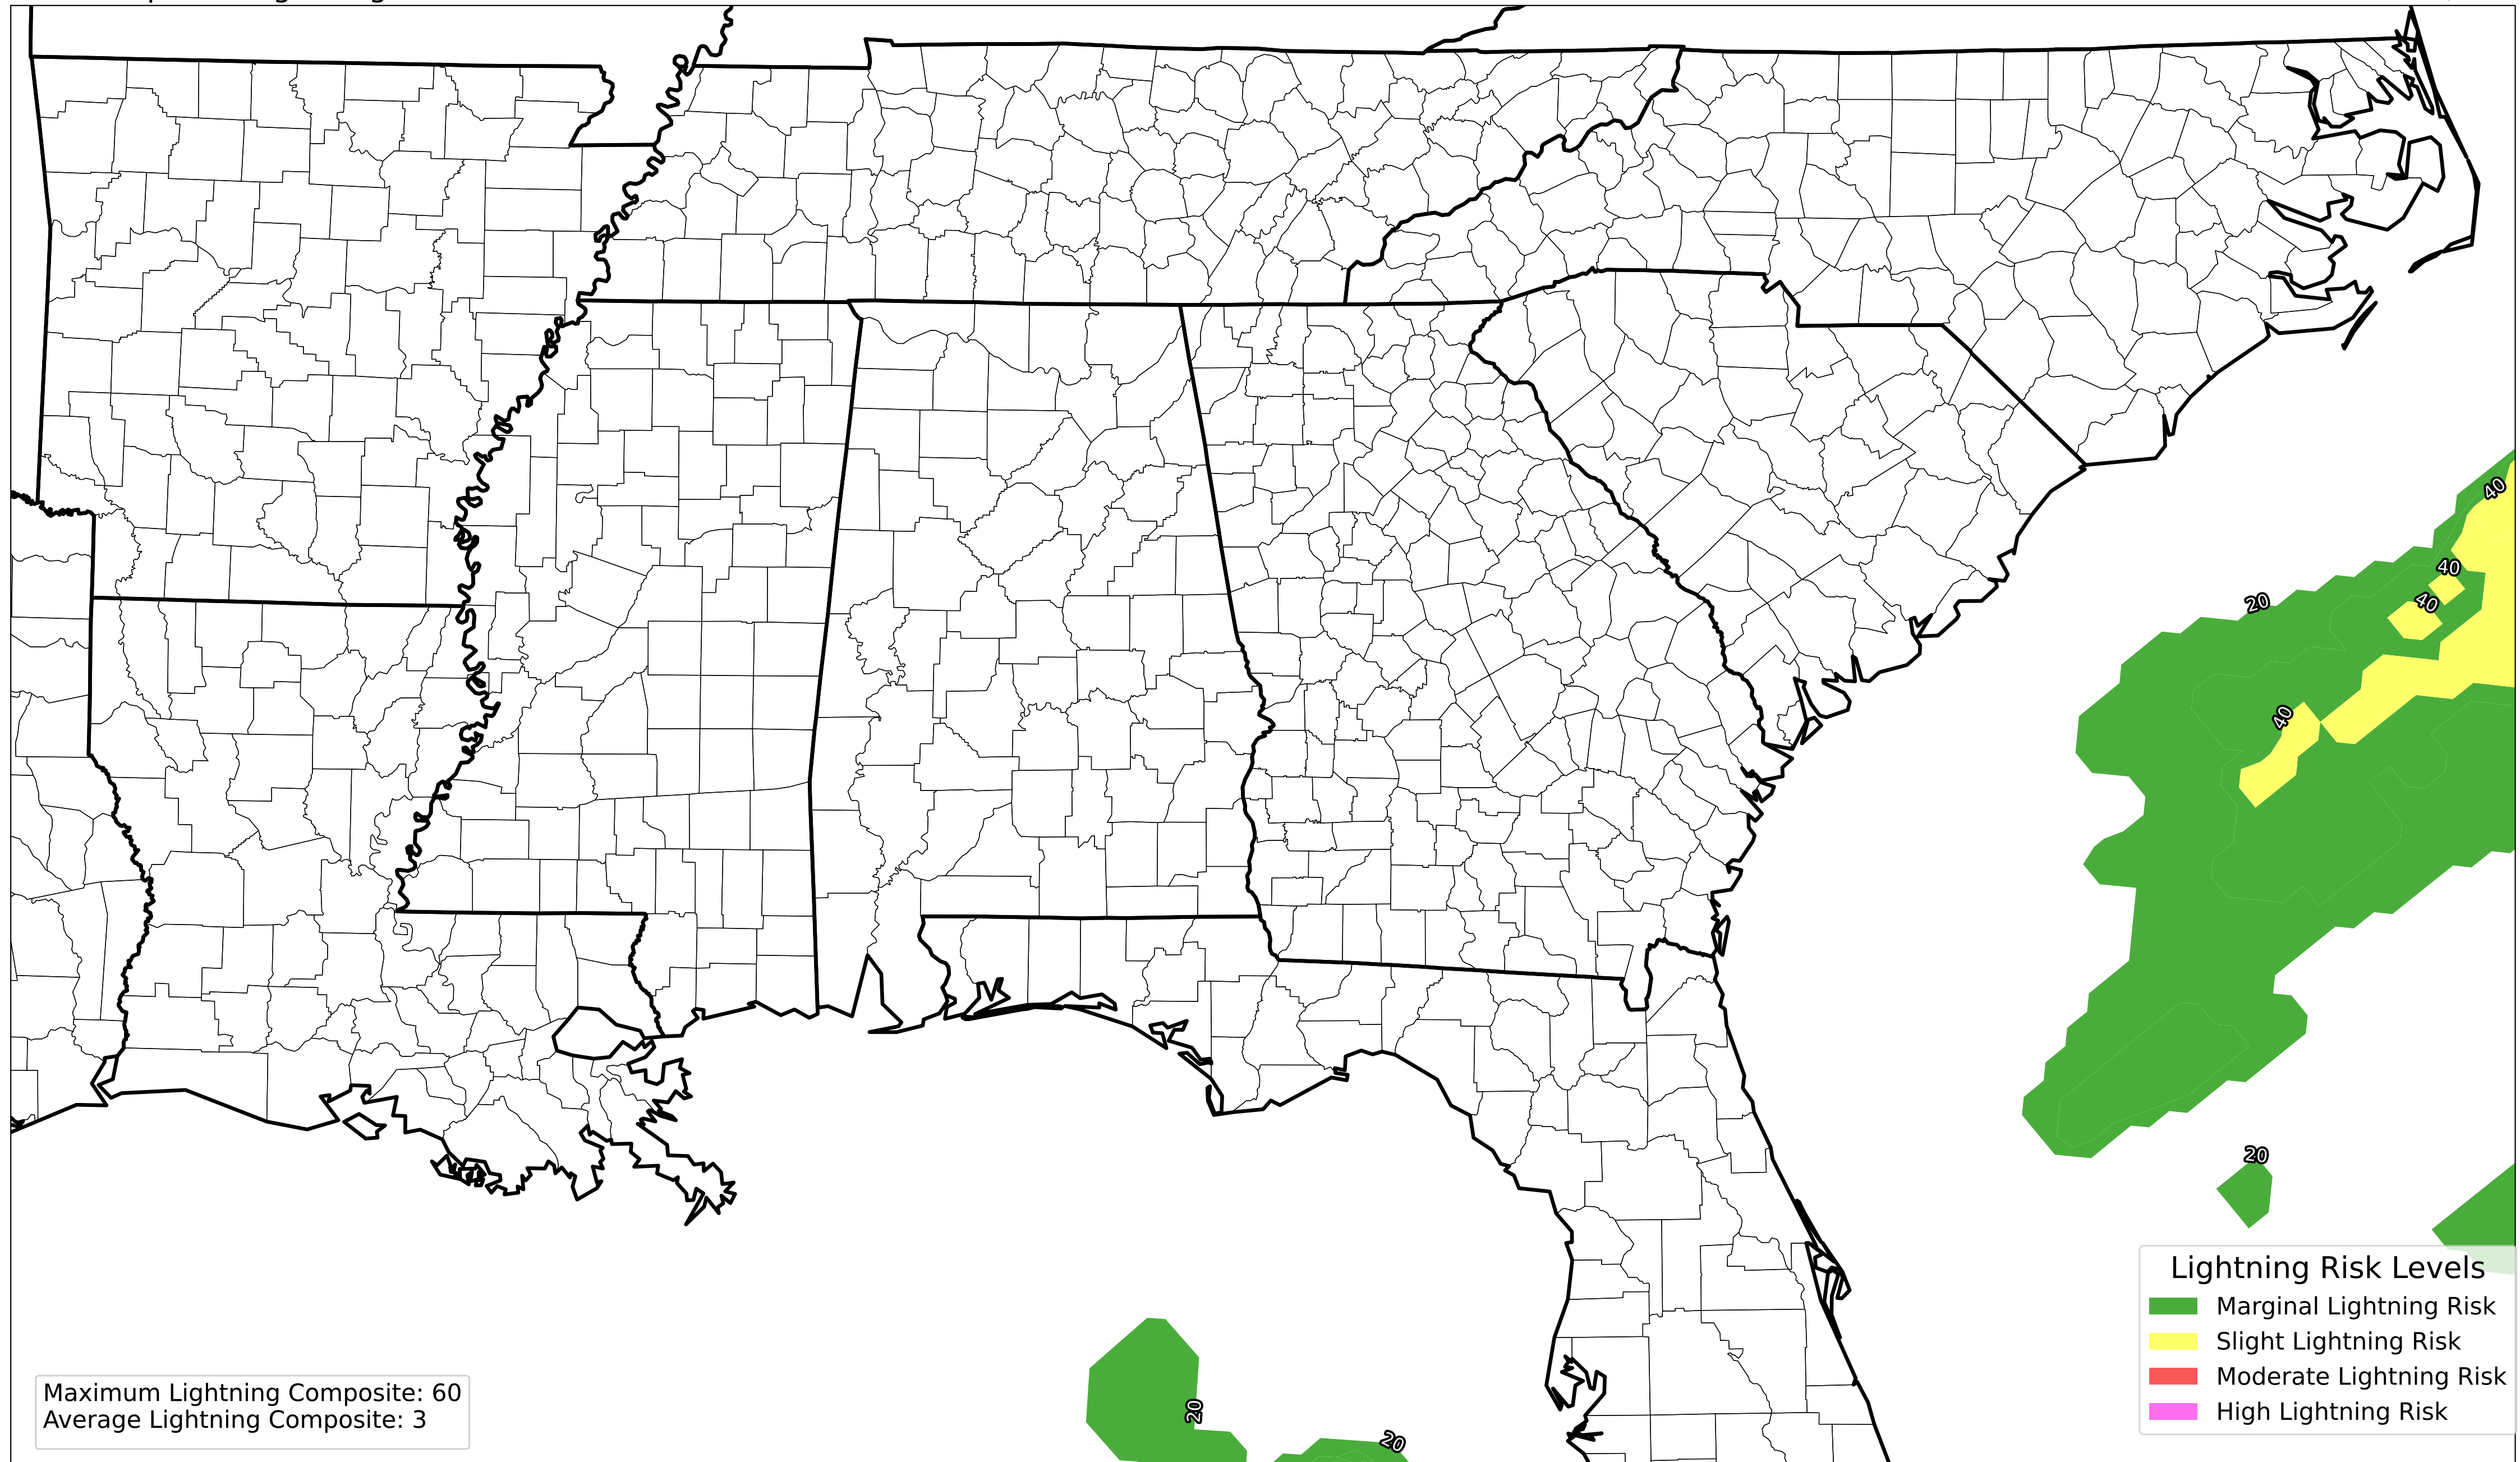 40
40
20
40
40
20
Lightning Risk Levels
Marginal Lightning Risk
Slight Lightning Risk
Moderate Lightning Risk
High Lightning Risk
20
20
Maximum Lightning Composite: 60
Average Lightning Composite: 3